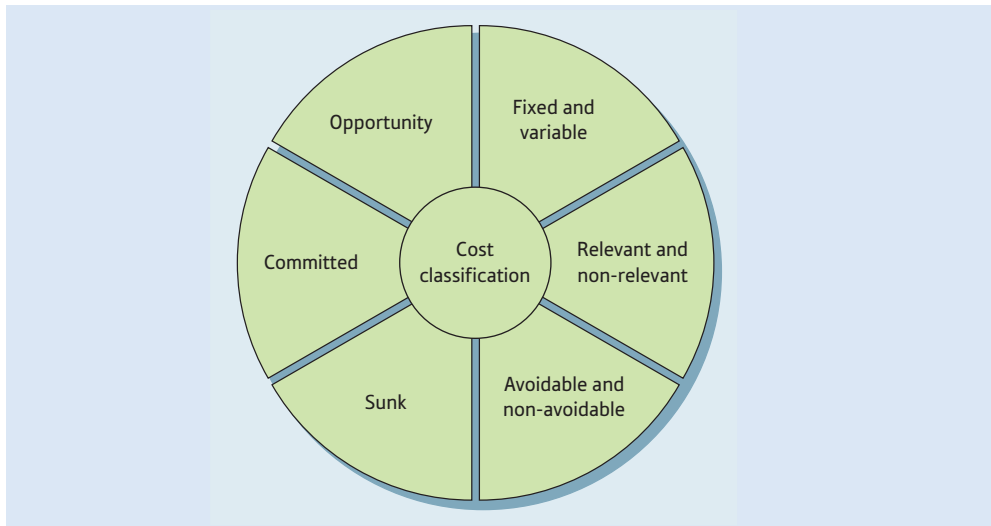 Opportunity
Fixed and
variable
Committed
Cost
classification
Relevant and
non-relevant
Sunk
Avoidable and
non-avoidable